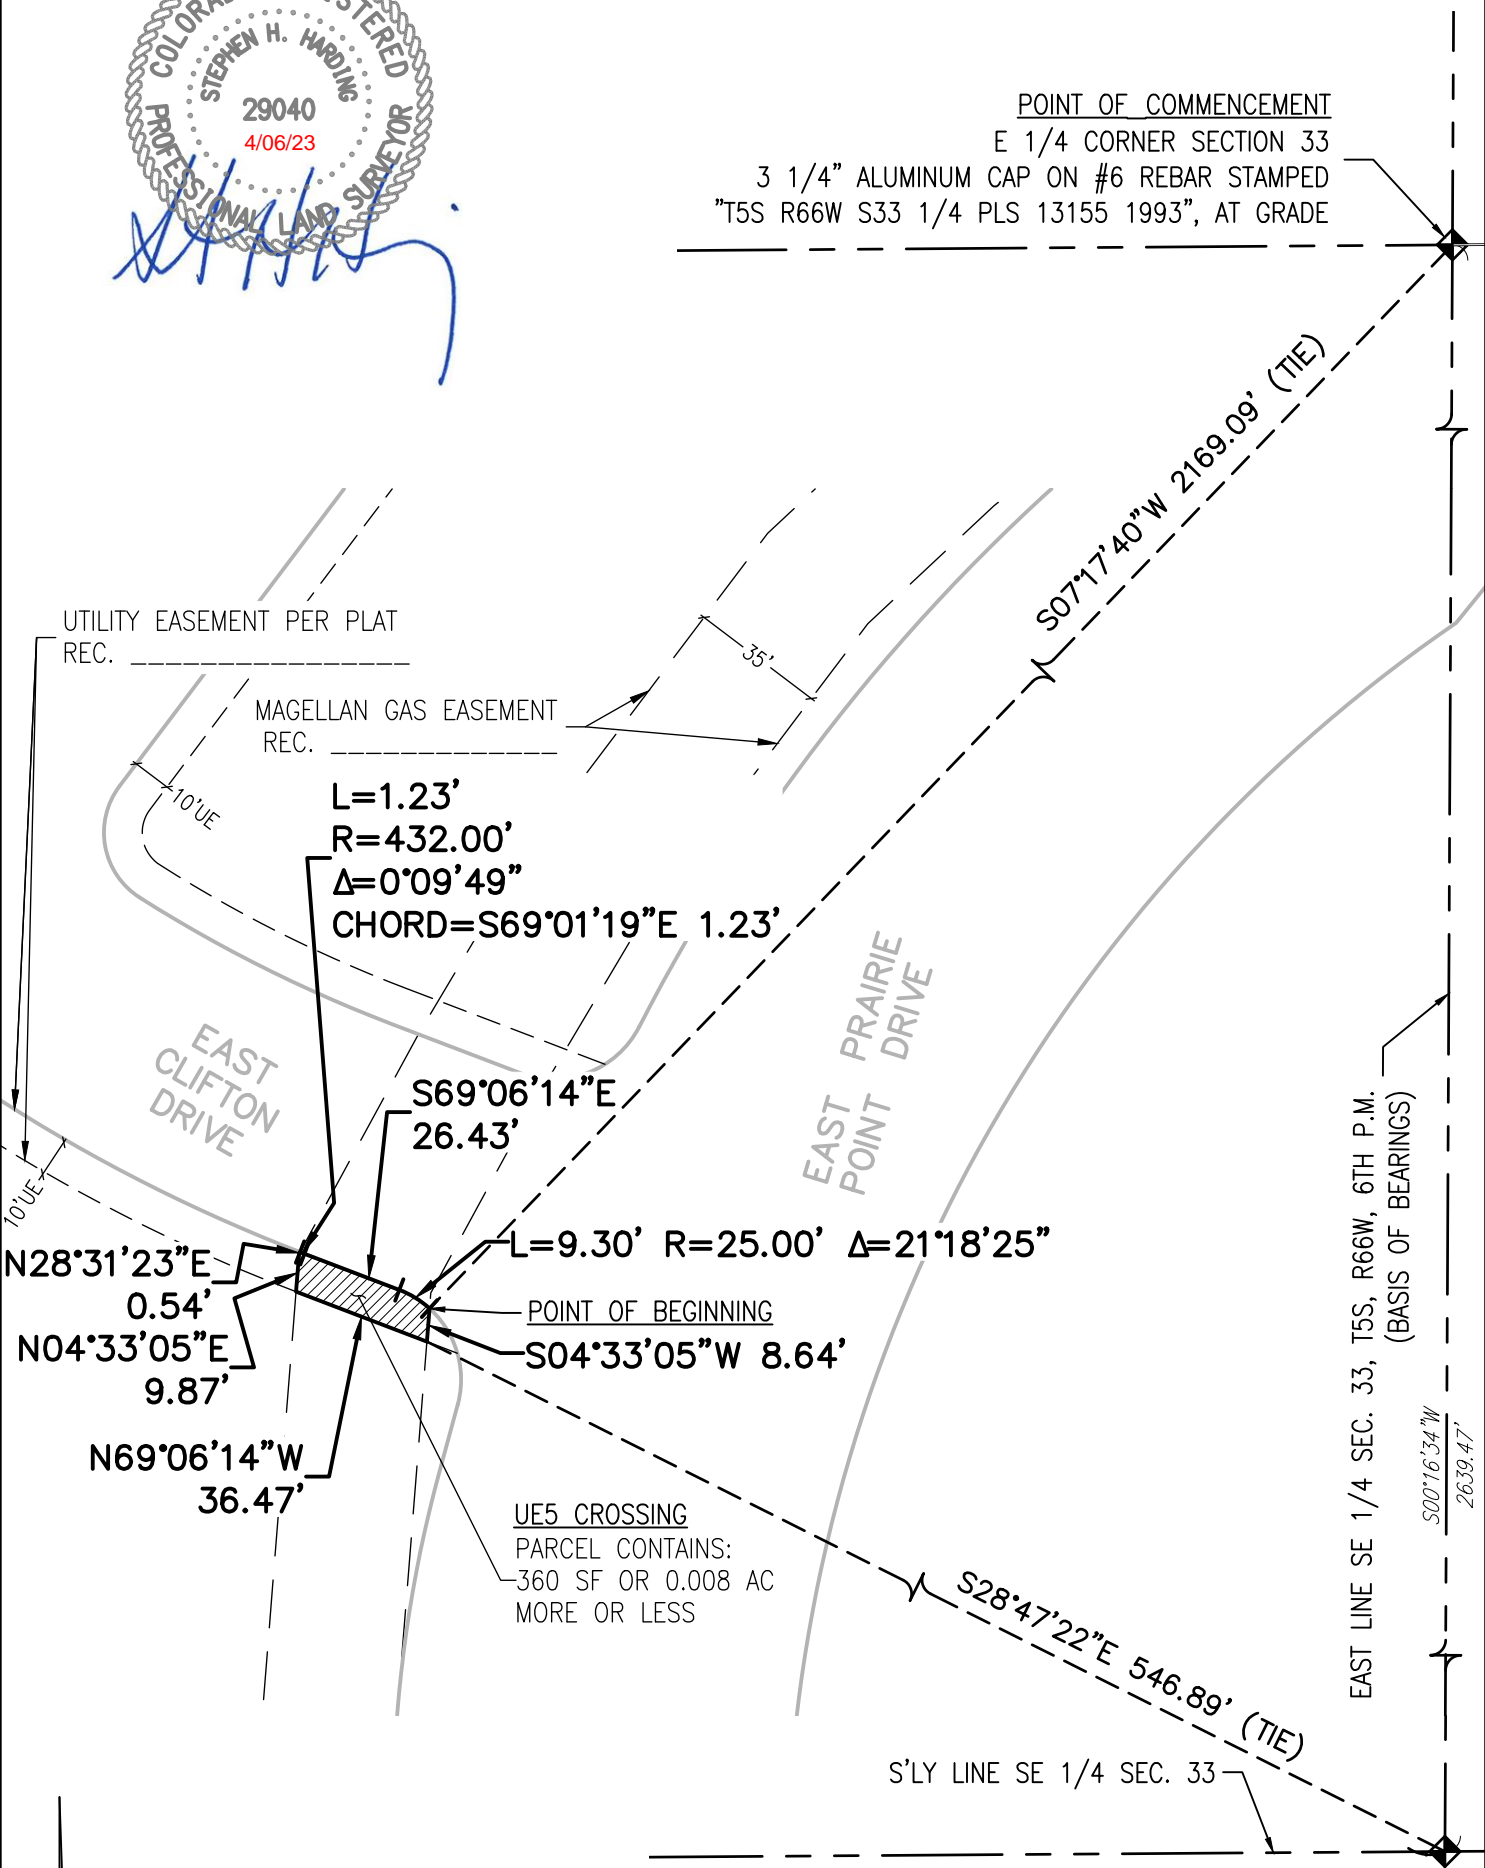 STEPHEN H. HARDING
29040
4/06/23
PROFESSIONAL LAND SURVEYOR
POINT OF COMMENCEMENT
E 1/4 CORNER SECTION 33
3 1/4" ALUMINUM CAP ON #6 REBAR STAMPED
"T5S R66W S33 1/4 PLS 13155 1993", AT GRADE
S07°17'40"W 2169.09' (TIE)
UTILITY EASEMENT PER PLAT
REC. ________________
35'
MAGELLAN GAS EASEMENT
REC. _____________
10'UE
L=1.23'
R=432.00'
Δ=0°09'49"
CHORD=S69°01'19"E 1.23'
EAST
CLIFTON
DRIVE
EAST PRAIRIE
POINT DRIVE
S69°06'14"E
26.43'
10'UE
L=9.30' R=25.00' Δ=21°18'25"
N28°31'23"E
0.54'
POINT OF BEGINNING
N04°33'05"E
9.87'
S04°33'05"W 8.64'
N69°06'14"W
36.47'
UE5 CROSSING
PARCEL CONTAINS:
360 SF OR 0.008 AC
MORE OR LESS
EAST LINE SE 1/4 SEC. 33, T5S, R66W, 6TH P.M.
(BASIS OF BEARINGS)
S00°16'34"W
2639.47'
S28°47'22"E 546.89' (TIE)
S'LY LINE SE 1/4 SEC. 33